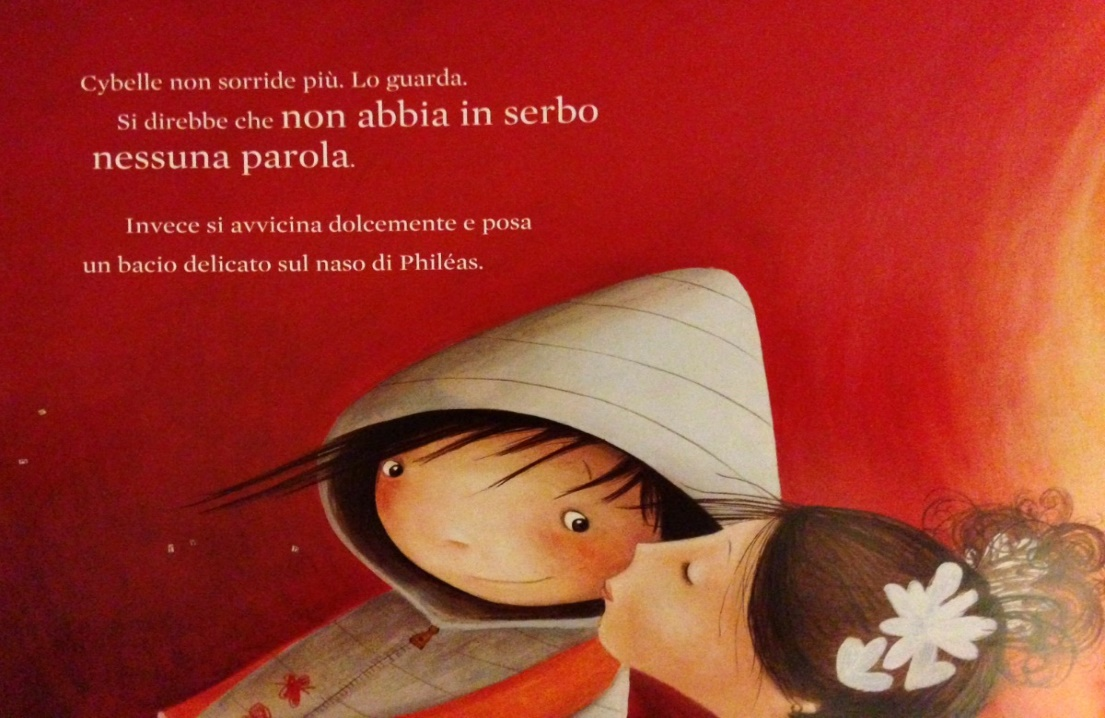 Cybelle non sorride più. Lo guarda.
Si direbbe che non abbia in serbo
nessuna parola.
Invece si avvicina dolcemente e posa
un bacio delicato sul naso di Philéas.